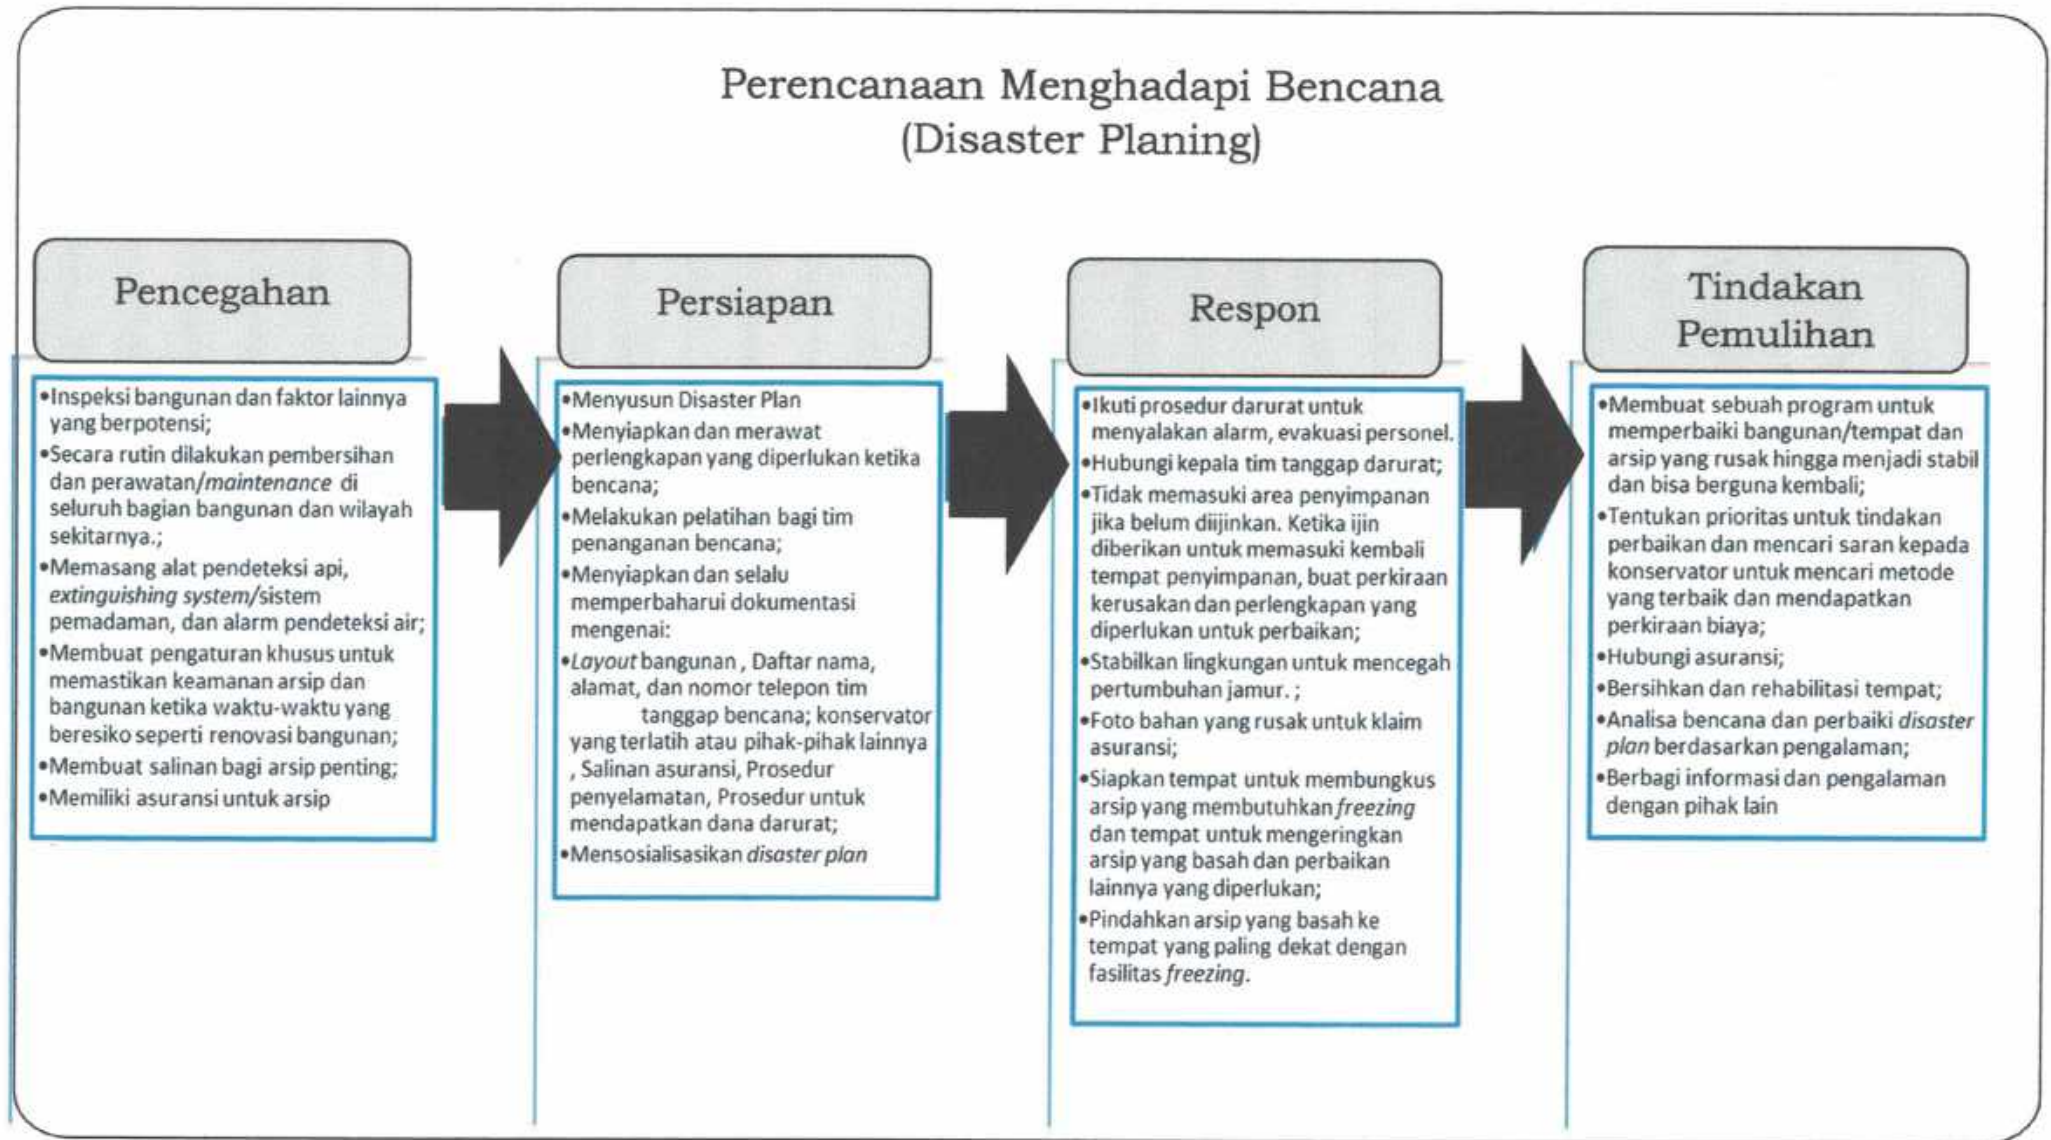 Perencanaan Menghadapi Bencana
(Disaster Planing)
Pencegahan
•Inspeksi bangunan dan faktor lainnya
yang berpotensi;
•Secara rutin dilakukan pembersihan
dan perawatan/maintenance di
seluruh bagian bangunan dan wilayah
sekitarnya.;
•Memasang alat pendeteksi api,
extinguishing system/sistem
pemadaman, dan alarm pendeteksi air;
•Membuat pengaturan khusus untuk
memastikan keamanan arsip dan
bangunan ketika waktu-waktu yang
beresiko seperti renovasi bangunan;
•Membuat salinan bagi arsip penting;
•Memiliki asuransi untuk arsip
Persiapan
•Menyusun Disaster Plan
•Menyiapkan dan merawat
perlengkapan yang diperlukan ketika
bencana;
•Melakukan pelatihan bagi tim
penanganan bencana;
•Menyiapkan dan selalu
memperbaharui dokumentasi
mengenai:
•Layout bangunan , Daftar nama,
alamat, dan nomor telepon tim
tanggap bencana; konservator
yang terlatih atau pihak-pihak lainnya
, Salinan asuransi, Prosedur
penyelamatan, Prosedur untuk
mendapatkan dana darurat;
•Mensosialisasikan disaster plan
Respon
•Ikuti prosedur darurat untuk
menyalakan alarm, evakuasi personel.
•Hubungi kepala tim tanggap darurat;
•Tidak memasuki area penyimpanan
jika belum diijinkan. Ketika ijin
diberikan untuk memasuki kembali
tempat penyimpanan, buat perkiraan
kerusakan dan perlengkapan yang
diperlukan untuk perbaikan;
•Stabilkan lingkungan untuk mencegah
pertumbuhan jamur. ;
•Foto bahan yang rusak untuk klaim
asuransi;
•Siapkan tempat untuk membungkus
arsip yang membutuhkan freezing
dan tempat untuk mengeringkan
arsip yang basah dan perbaikan
lainnya yang diperlukan;
•Pindahkan arsip yang basah ke
tempat yang paling dekat dengan
fasilitas freezing.
Tindakan
Pemulihan
•Membuat sebuah program untuk
memperbaiki bangunan/tempat dan
arsip yang rusak hingga menjadi stabil
dan bisa berguna kembali;
•Tentukan prioritas untuk tindakan
perbaikan dan mencari saran kepada
konservator untuk mencari metode
yang terbaik dan mendapatkan
perkiraan biaya;
•Hubungi asuransi;
•Bersihkan dan rehabilitasi tempat;
•Analisa bencana dan perbaiki disaster
plan berdasarkan pengalaman;
•Berbagi informasi dan pengalaman
dengan pihak lain